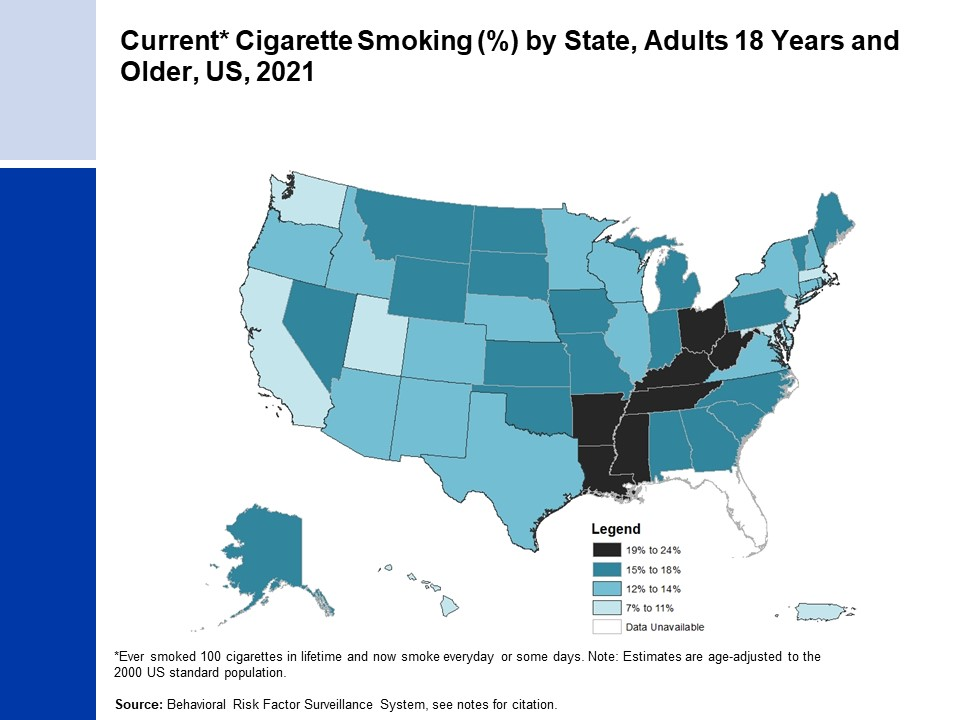 Current* Cigarette Smoking (%) by State, Adults 18 Years and
Older, US, 2021
Legend
19% to 24%
15% to 18%
12% to 14%
7% to 11%
Data Unavailable
*Ever smoked 100 cigarettes in lifetime and now smoke everyday or some days. Note: Estimates are age-adjusted to the
2000 US standard population.
Source: Behavioral Risk Factor Surveillance System, see notes for citation.